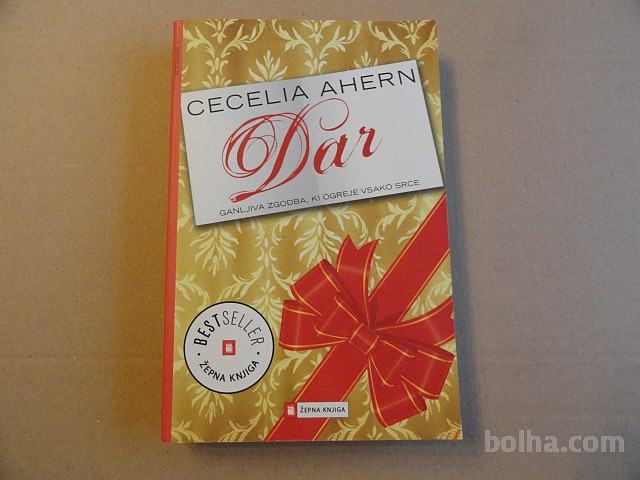 CECELIA AHERN
Dar
GANLJIVA ZGODBA, KI OGREJE VSAKO SRCE
BESTSELLER
ŽEPNA KNJIGA
ŽEPNA KNJIGA
bolha.com